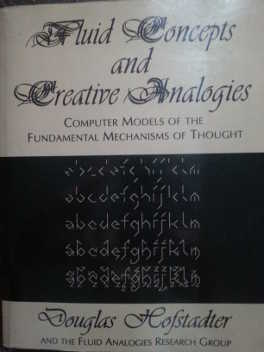 Fluid Concepts
and
Creative Analogies
COMPUTER MODELS OF THE
FUNDAMENTAL MECHANISMS OF THOUGHT
abcdefghijklm
abcdefghijklm
abcdefghijklm
abcdefghijklm
abcdefghijklm
Douglas Hofstadter
AND THE FLUID ANALOGIES RESEARCH GROUP